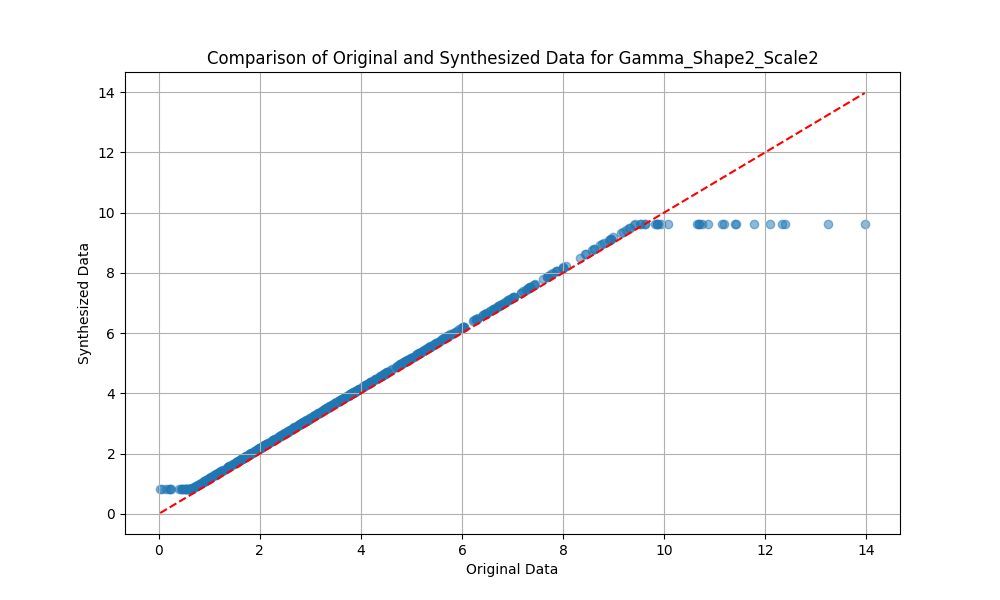 Comparison of Original and Synthesized Data for Gamma_Shape2_Scale2
14
12
10
8
6
4
2
0
Synthesized Data
0 2 4 6 8 10 12 14
Original Data